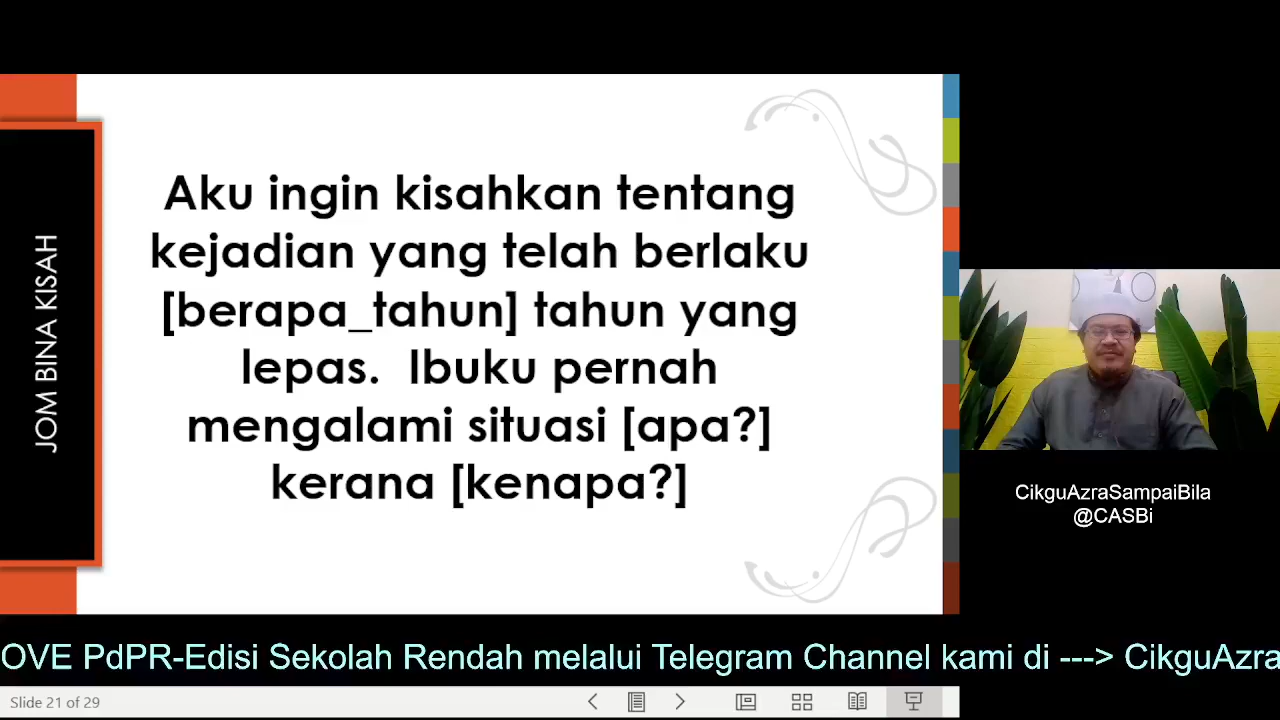 JOM BINA KISAH
Aku ingin kisahkan tentang
kejadian yang telah berlaku
[berapa_tahun] tahun yang
lepas.  Ibuku pernah
mengalami situasi [apa?]
kerana [kenapa?]
CikguAzraSampaiBila
@CASBi
OVE PdPR-Edisi Sekolah Rendah melalui Telegram Channel kami di ---> CikguAzra
Slide 21 of 29